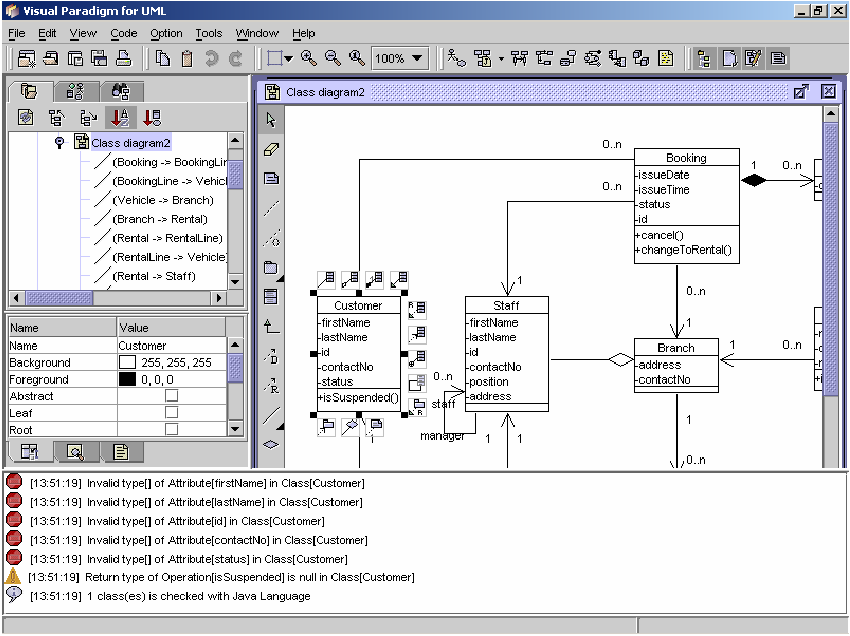 Visual Paradigm for UML
File Edit View Code Option Tools Window Help
100%
Class diagram2
Class diagram2
(Booking -> BookingLin
(BookingLine -> Vehicl
(Vehicle -> Branch)
(Branch -> Rental)
(Rental -> RentalLine)
(RentalLine -> Vehicle)
(Rental -> Staff)
Name Value
Name Customer
Background 255, 255, 255
Foreground 0, 0, 0
Abstract
Leaf
Root
0..n
Booking
-issueDate
-issueTime
-status
-id
+cancel()
+changeToRental()
1 0..n
0..n
1
Customer
-firstName
-lastName
-id
-contactNo
-status
+isSuspended()
Staff
-firstName
-lastName
-id
-contactNo
-position
-address
0..n
staff
manager
1
1
1
0..n
1
Branch
-address
-contactNo
1 0..n
1
0..n
[13:51:19] Invalid type[] of Attribute[firstName] in Class[Customer]
[13:51:19] Invalid type[] of Attribute[lastName] in Class[Customer]
[13:51:19] Invalid type[] of Attribute[id] in Class[Customer]
[13:51:19] Invalid type[] of Attribute[contactNo] in Class[Customer]
[13:51:19] Invalid type[] of Attribute[status] in Class[Customer]
[13:51:19] Return type of Operation[isSuspended] is null in Class[Customer]
[13:51:19] 1 class(es) is checked with Java Language